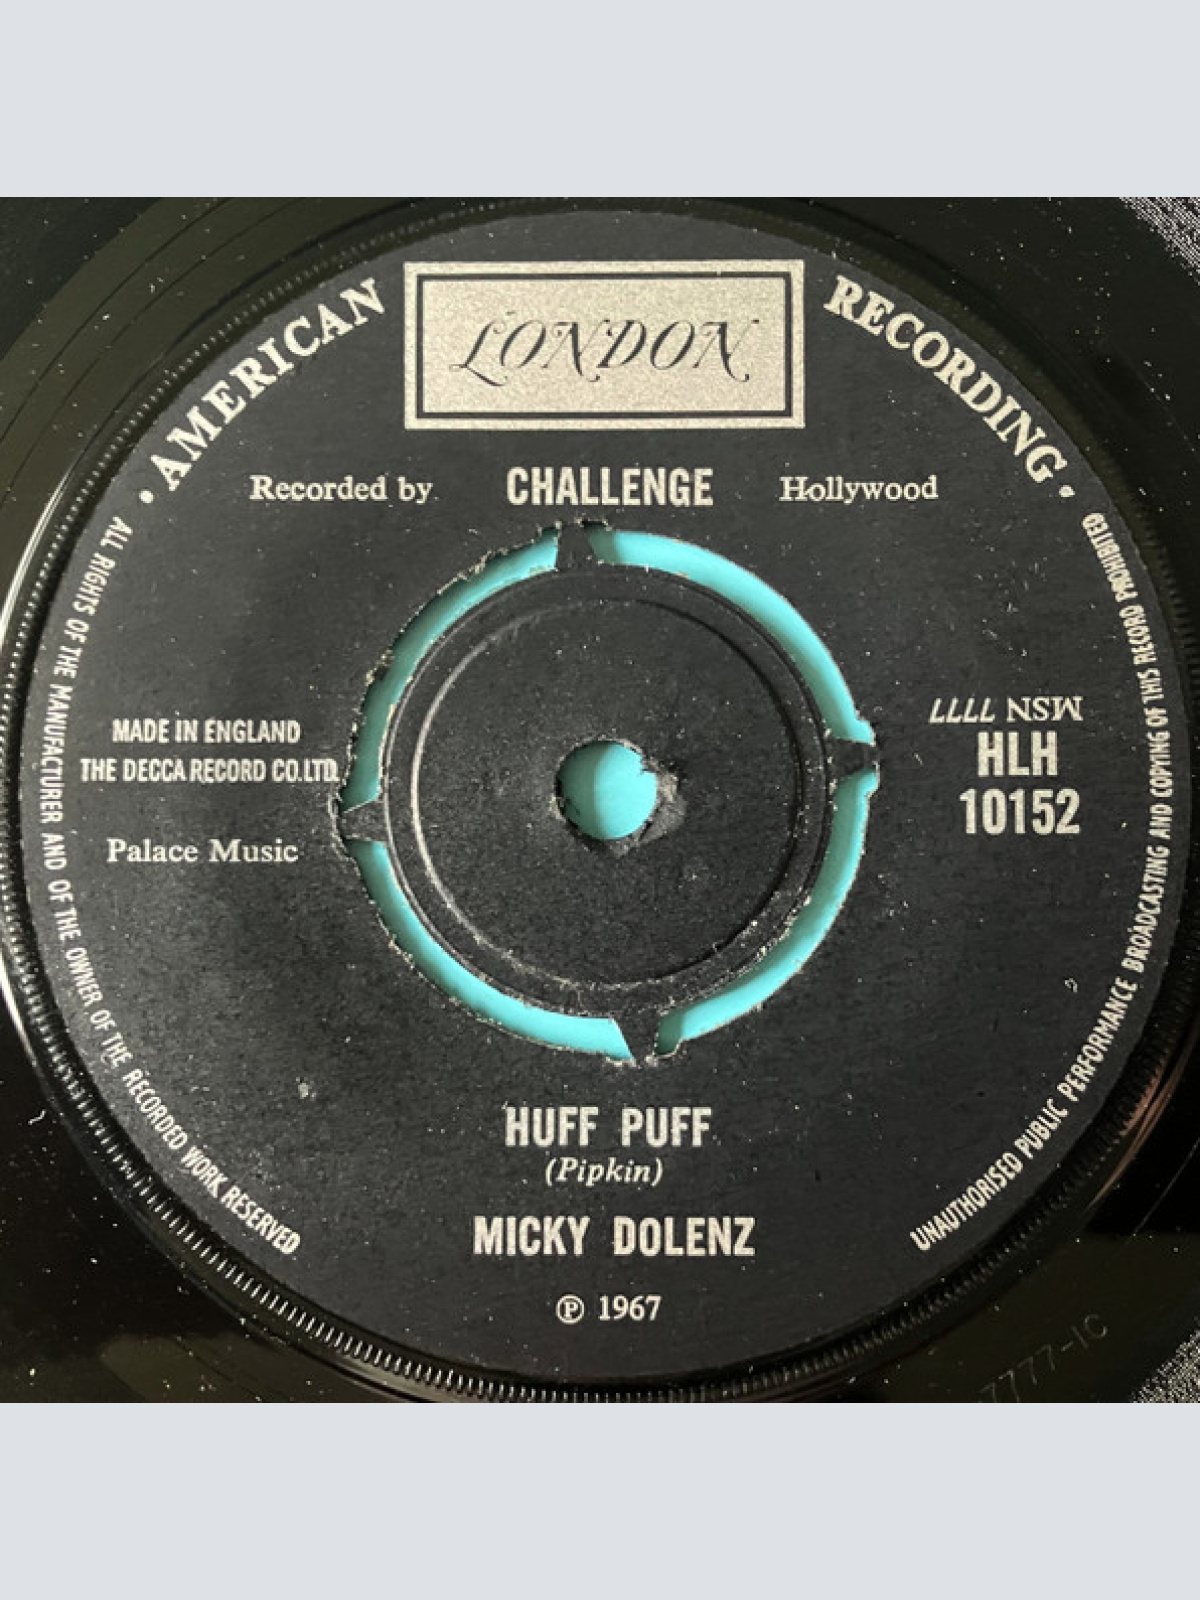 LONDON
· AMERICAN RECORDING ·
Recorded by CHALLENGE Hollywood
MADE IN ENGLAND
THE DECCA RECORD CO. LTD.
Palace Music
MSN 7777
HLH
10152
HUFF PUFF
(Pipkin)
MICKY DOLENZ
℗ 1967
ALL RIGHTS OF THE MANUFACTURER AND OF THE OWNER OF THE RECORDED WORK RESERVED
UNAUTHORISED PUBLIC PERFORMANCE BROADCASTING AND COPYING OF THIS RECORD PROHIBITED
7777-1C